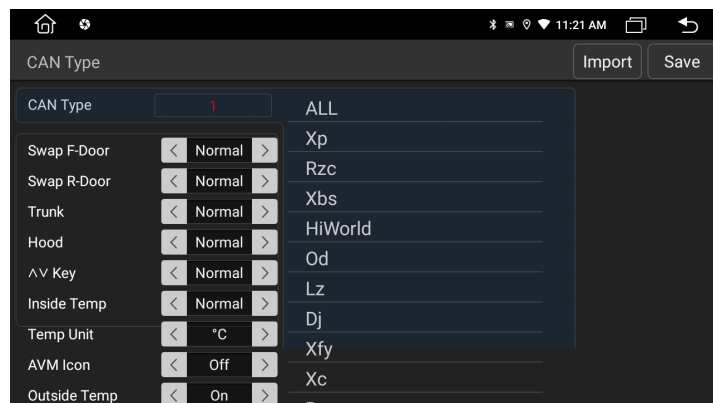 11:21 AM
CAN Type
Import
Save
CAN Type
1
Swap F-Door
Normal
Swap R-Door
Normal
Trunk
Normal
Hood
Normal
ᐱᐯ Key
Normal
Inside Temp
Normal
Temp Unit
°C
AVM Icon
Off
Outside Temp
On
ALL
Xp
Rzc
Xbs
HiWorld
Od
Lz
Dj
Xfy
Xc